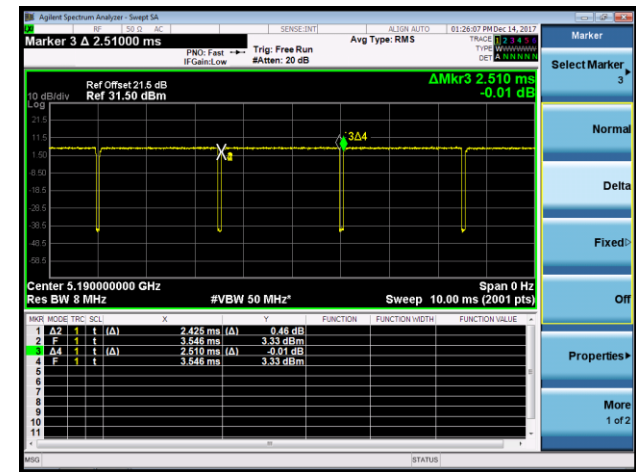 Agilent Spectrum Analyzer - Swept SA
RF 50 Ω AC SENSE:INT ALIGN AUTO 01:26:07 PM Dec 14, 2017
Marker 3 Δ 2.51000 ms
PNO: Fast
IFGain:Low
Trig: Free Run
#Atten: 20 dB
Avg Type: RMS
TRACE 1 2 3 4 5 6
TYPE WWWWWW
DET A NNNNN
Marker
Select Marker
3
Normal
Delta
Fixed
Off
Properties
More
1 of 2
Ref Offset 21.5 dB
Ref 31.50 dBm
10 dB/div
Log
ΔMkr3 2.510 ms
-0.01 dB
21.5
11.5
1.50
-8.50
-18.5
-28.5
-38.5
-48.5
-58.5
3Δ4
Center 5.190000000 GHz
Span 0 Hz
Res BW 8 MHz #VBW 50 MHz* Sweep 10.00 ms (2001 pts)
MKR MODE TRC SCL X Y FUNCTION FUNCTION WIDTH FUNCTION VALUE
1 Δ2 1 t (Δ) 2.425 ms (Δ) 0.46 dB
2 F 1 t 3.546 ms 3.33 dBm
3 Δ4 1 t (Δ) 2.510 ms (Δ) -0.01 dB
4 F 1 t 3.546 ms 3.33 dBm
5
6
7
8
9
10
11
MSG STATUS